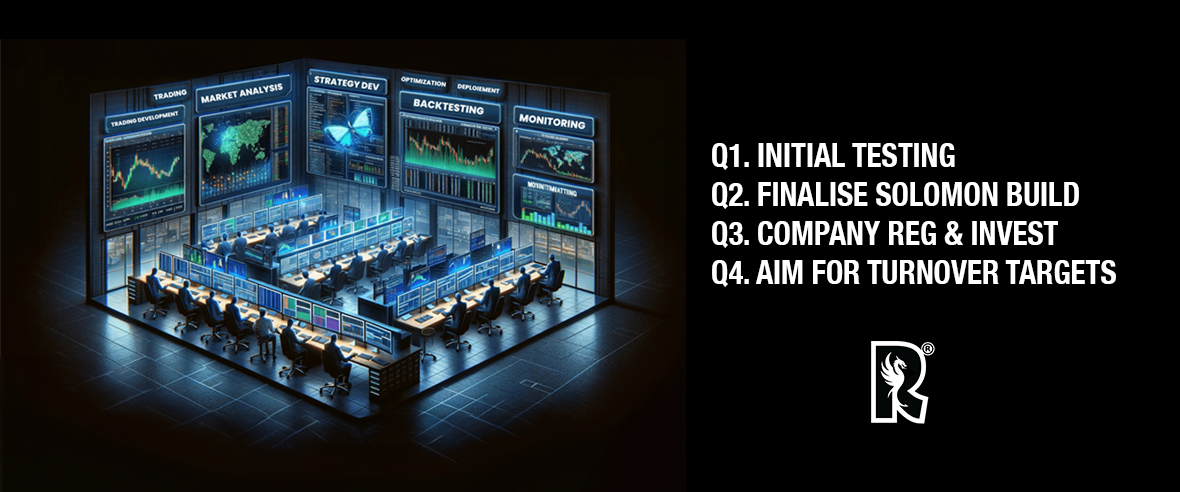 TRADING
TRADING DEVELOPMENT
MARKET ANALYSIS
STRATEGY DEV
OPTIMIZATION
DEPLOIEMENT
BACKTESTING
MONITORING
Q1. INITIAL TESTING
Q2. FINALISE SOLOMON BUILD
Q3. COMPANY REG & INVEST
Q4. AIM FOR TURNOVER TARGETS
R®